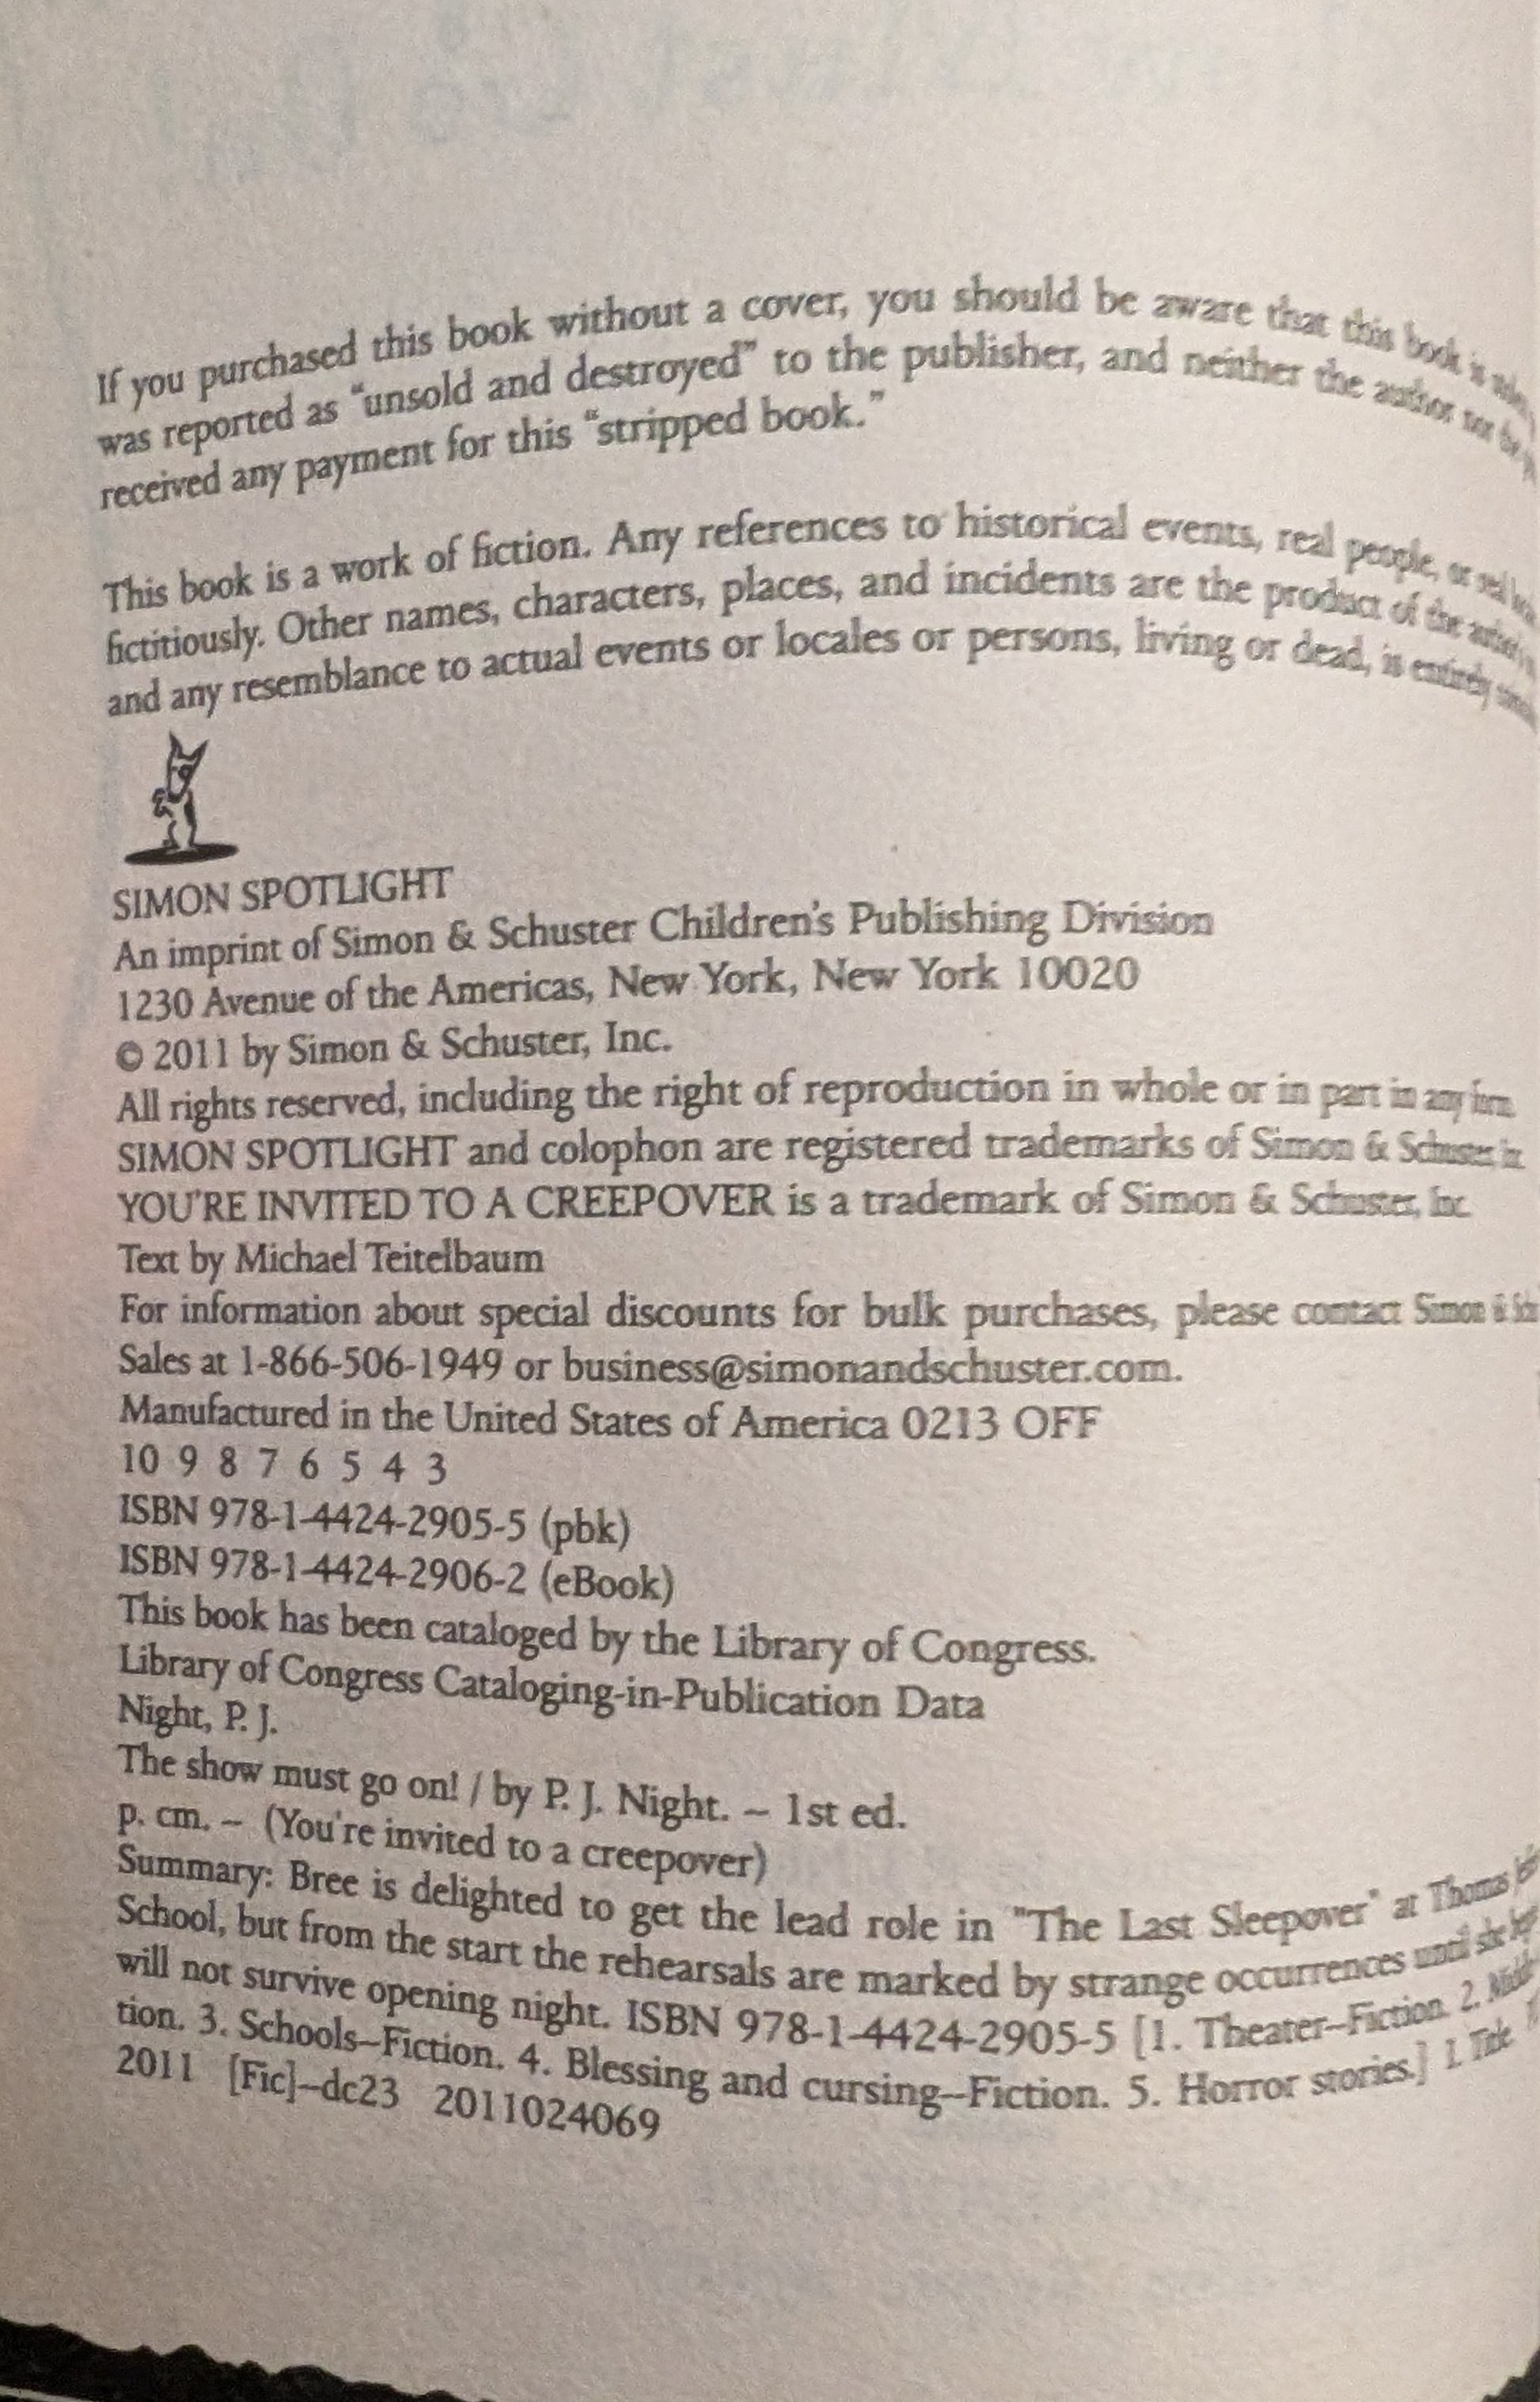 If you purchased this book without a cover, you should be aware that this book is
was reported as “unsold and destroyed” to the publisher, and neither the author nor the
received any payment for this “stripped book.”
This book is a work of fiction. Any references to historical events, real people, or real
fictitiously. Other names, characters, places, and incidents are the product of the
and any resemblance to actual events or locales or persons, living or dead, is entirely
SIMON SPOTLIGHT
An imprint of Simon & Schuster Children’s Publishing Division
1230 Avenue of the Americas, New York, New York 10020
© 2011 by Simon & Schuster, Inc.
All rights reserved, including the right of reproduction in whole or in part in any form.
SIMON SPOTLIGHT and colophon are registered trademarks of Simon & Schuster,
YOU’RE INVITED TO A CREEPOVER is a trademark of Simon & Schuster, Inc.
Text by Michael Teitelbaum
For information about special discounts for bulk purchases, please contact Simon &
Sales at 1-866-506-1949 or business@simonandschuster.com.
Manufactured in the United States of America 0213 OFF
10 9 8 7 6 5 4 3
ISBN 978-1-4424-2905-5 (pbk)
ISBN 978-1-4424-2906-2 (eBook)
This book has been cataloged by the Library of Congress.
Library of Congress Cataloging-in-Publication Data
Night, P. J.
The show must go on! / by P. J. Night. – 1st ed.
p. cm. – (You're invited to a creepover)
Summary: Bree is delighted to get the lead role in "The Last Sleepover" at Thomas
School, but from the start the rehearsals are marked by strange occurrences until she
will not survive opening night. ISBN 978-1-4424-2905-5 [1. Theater–Fiction. 2.
tion. 3. Schools–Fiction. 4. Blessing and cursing–Fiction. 5. Horror stories.] I. Title.
2011 [Fic]–dc23 2011024069